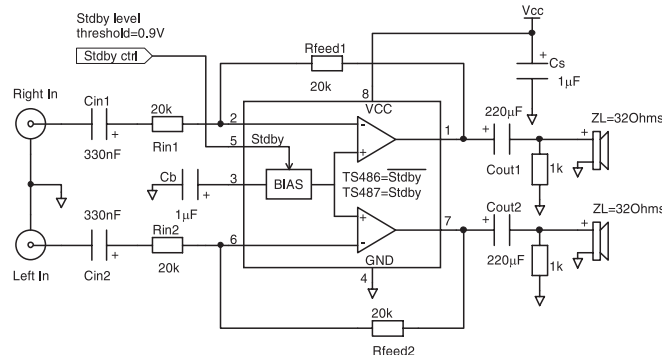 Stdby level
threshold=0.9V
Stdby ctrl
Vcc
Rfeed1
20k
+
Cs
1µF
Right In
Cin1
20k
330nF
+
Rin1
8
VCC
2
5
Stdby
-
+
1
220µF
+
Cout1
ZL=32Ohms
+
1k
Cb
+
1µF
3
BIAS
TS486=Stdby
TS487=Stdby
330nF
Cin2
+
Left In
Rin2
20k
6
+
-
7
GND
4
Cout2
+
220µF
ZL=32Ohms
+
1k
20k
Rfeed2